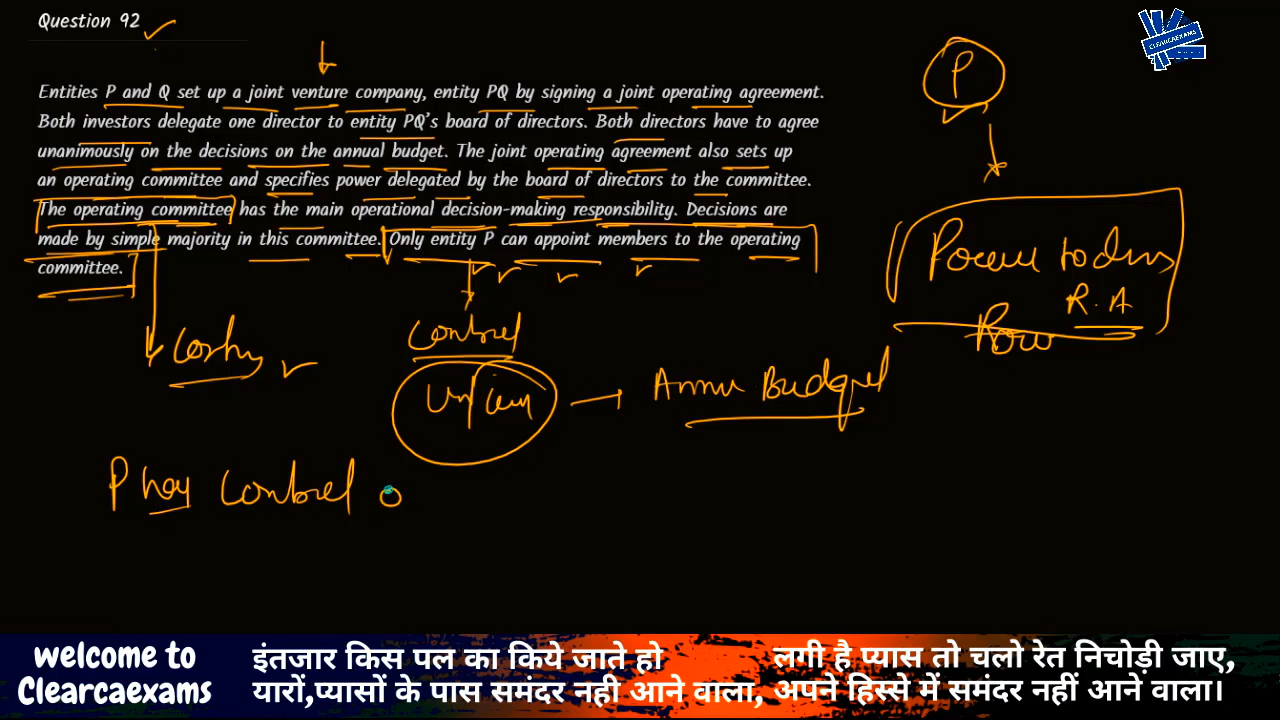 Question 92
CLEARCAEXAMS
P
Entities P and Q set up a joint venture company, entity PQ by signing a joint operating agreement.
Both investors delegate one director to entity PQ's board of directors. Both directors have to agree
unanimously on the decisions on the annual budget. The joint operating agreement also sets up
an operating committee and specifies power delegated by the board of directors to the committee.
The operating committee has the main operational decision-making responsibility. Decisions are
made by simple majority in this committee. Only entity P can appoint members to the operating
committee.
Power to
R.A
Control
Annu Budget
P has Control
welcome to
Clearcaexams
इंतजार किस पल का किये जाते हो
यारों,प्यासों के पास समंदर नही आने वाला,
लगी है प्यास तो चलो रेत निचोड़ी जाए,
अपने हिस्से में समंदर नहीं आने वाला।